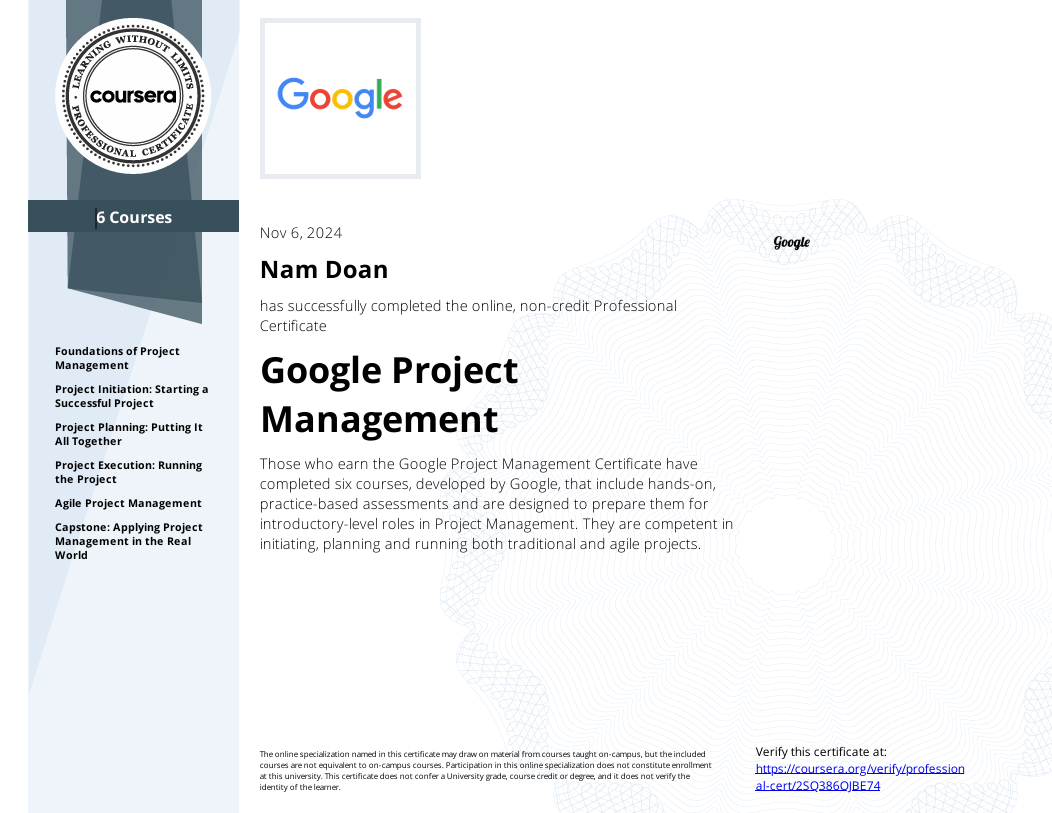 LEARNING WITHOUT LIMITS
coursera
PROFESSIONAL CERTIFICATE
6 Courses
Foundations of Project
Management
Project Initiation: Starting a
Successful Project
Project Planning: Putting It
All Together
Project Execution: Running
the Project
Agile Project Management
Capstone: Applying Project
Management in the Real
World
Google
Nov 6, 2024
Google
Nam Doan
has successfully completed the online, non-credit Professional
Certificate
Google Project
Management
Those who earn the Google Project Management Certificate have
completed six courses, developed by Google, that include hands-on,
practice-based assessments and are designed to prepare them for
introductory-level roles in Project Management. They are competent in
initiating, planning and running both traditional and agile projects.
The online specialization named in this certificate may draw on material from courses taught on-campus, but the included
courses are not equivalent to on-campus courses. Participation in this online specialization does not constitute enrollment
at this university. This certificate does not confer a University grade, course credit or degree, and it does not verify the
identity of the learner.
Verify this certificate at:
https://coursera.org/verify/profession
al-cert/2SQ386OJBE74